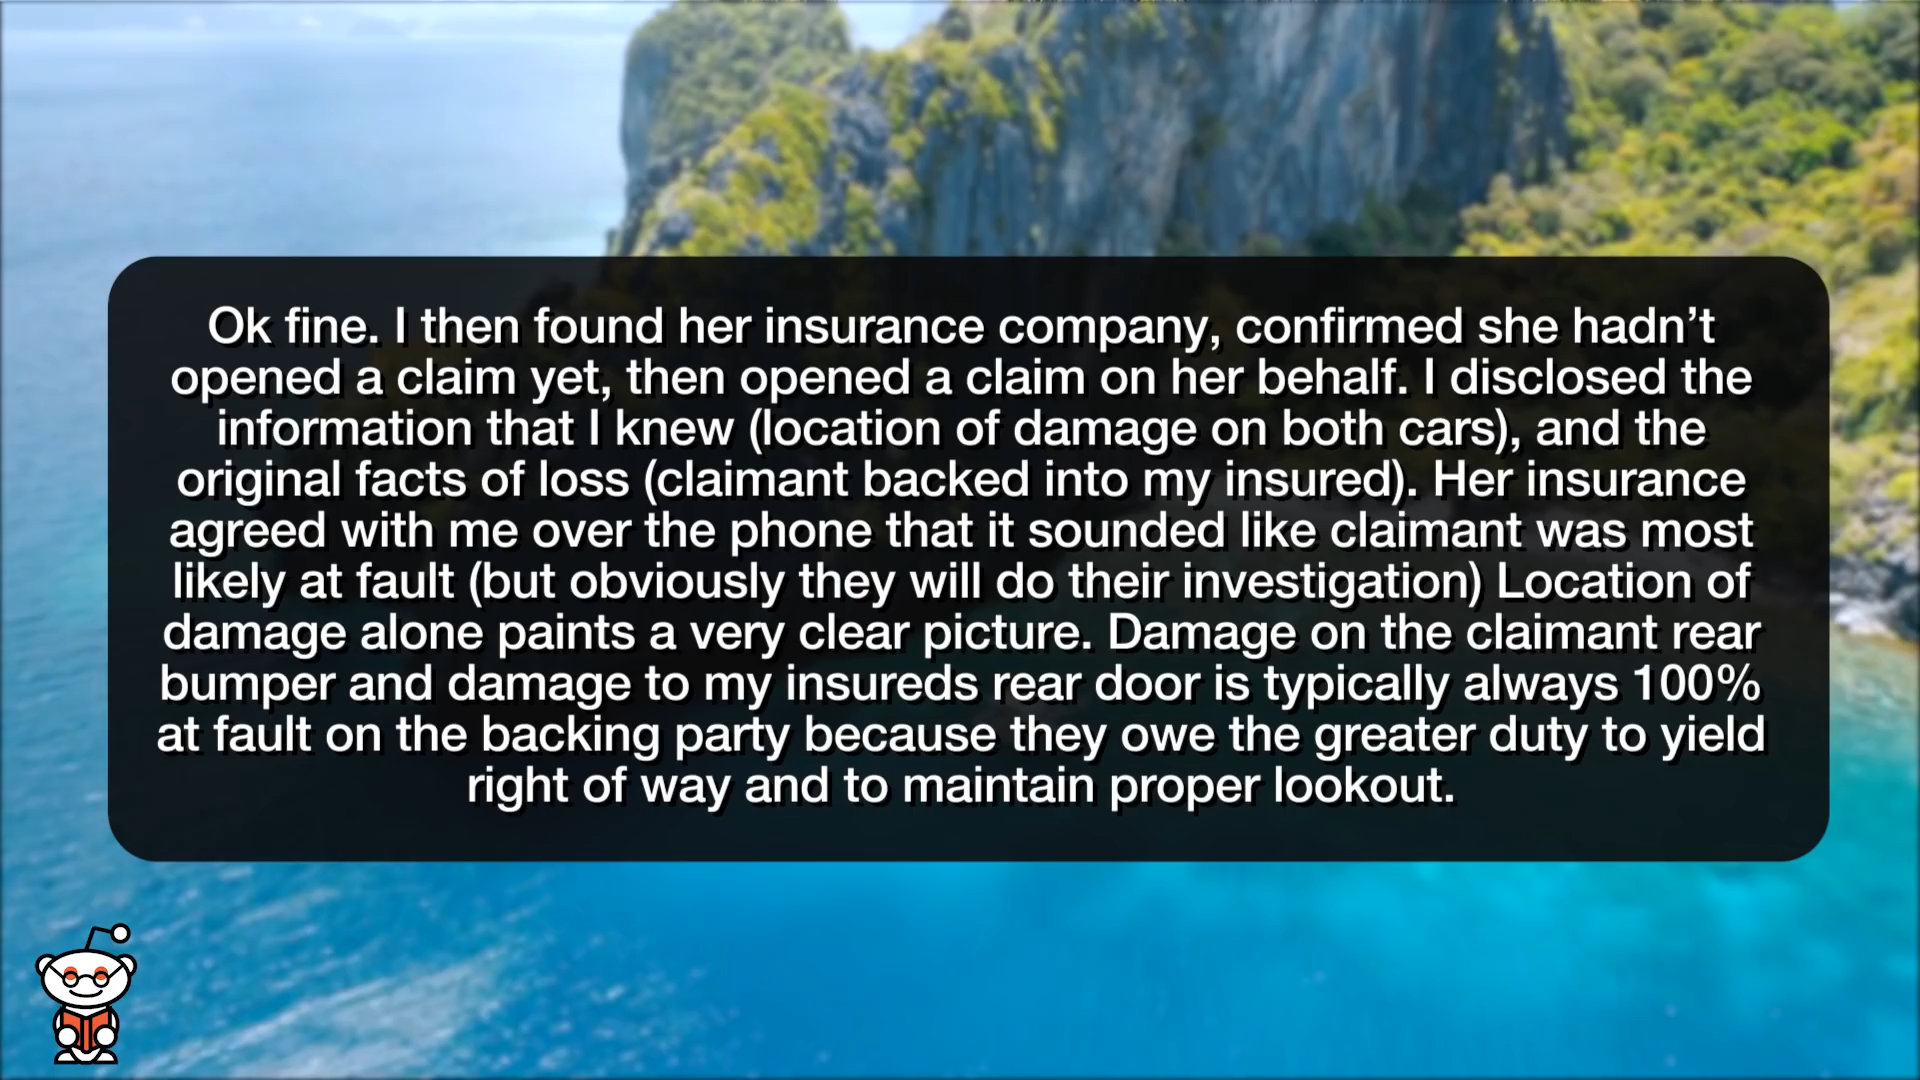 Ok fine. I then found her insurance company, confirmed she hadn’t
opened a claim yet, then opened a claim on her behalf. I disclosed the
information that I knew (location of damage on both cars), and the
original facts of loss (claimant backed into my insured). Her insurance
agreed with me over the phone that it sounded like claimant was most
likely at fault (but obviously they will do their investigation) Location of
damage alone paints a very clear picture. Damage on the claimant rear
bumper and damage to my insureds rear door is typically always 100%
at fault on the backing party because they owe the greater duty to yield
right of way and to maintain proper lookout.